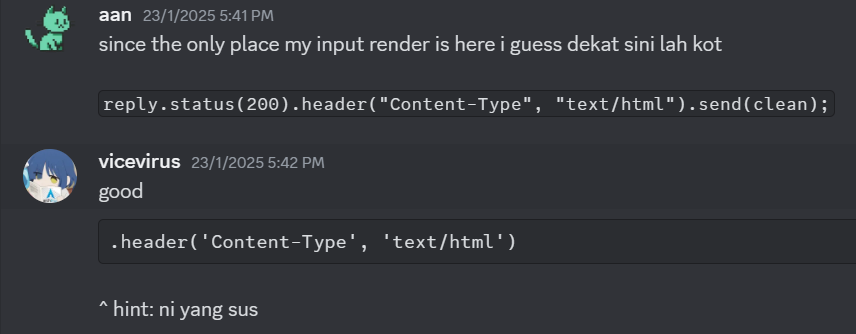 aan 23/1/2025 5:41 PM
since the only place my input render is here i guess dekat sini lah kot
reply.status(200).header("Content-Type", "text/html").send(clean);
vicevirus 23/1/2025 5:42 PM
good
.header('Content-Type', 'text/html')
^ hint: ni yang sus